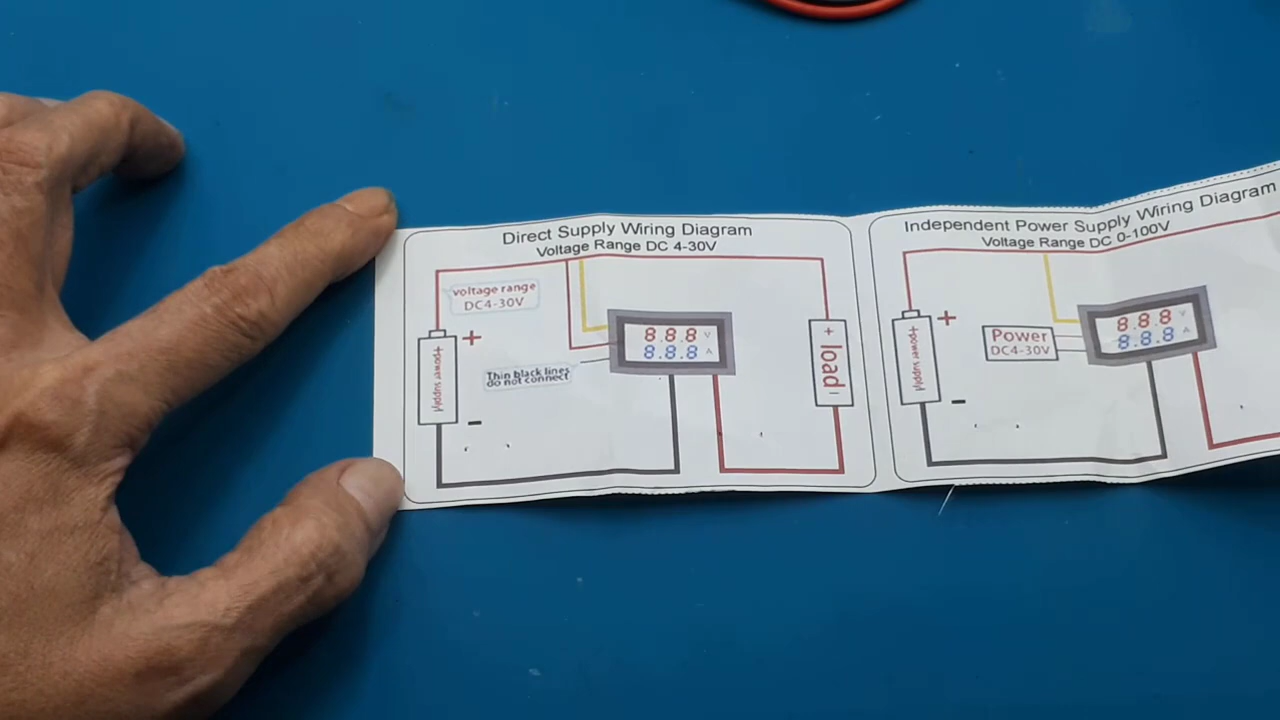 Direct Supply Wiring Diagram
Voltage Range DC 4-30V
voltage range
DC4-30V
+
+power supply
-
Thin black lines
do not connect
8.8.8 V
8.8.8 A
+ load -
Independent Power Supply Wiring Diagram
Voltage Range DC 0-100V
+
+power supply
-
Power
DC4-30V
8.8.8 V
8.8.8 A